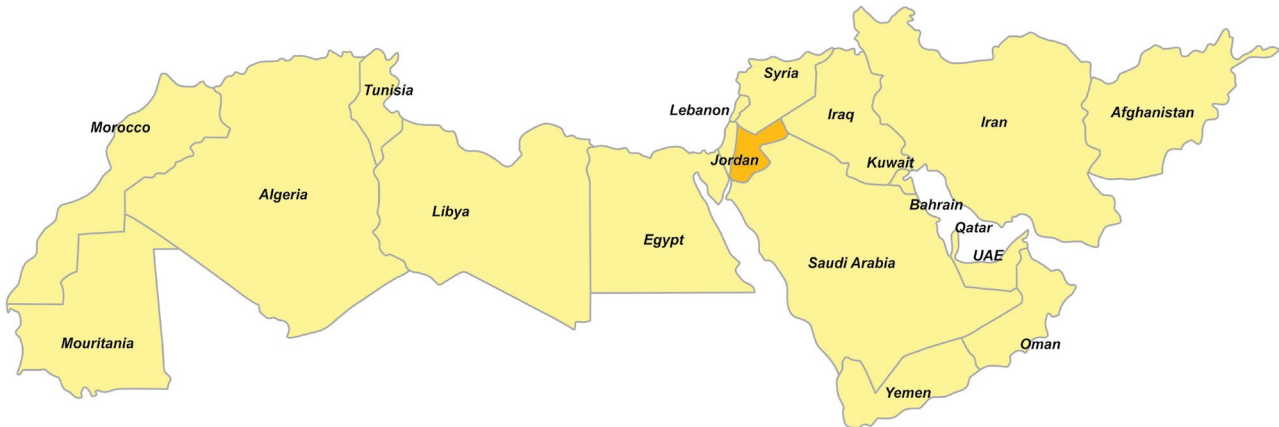 Syria
Tunisia
Lebanon
Morocco
Iraq
Iran
Afghanistan
Jordan
Kuwait
Algeria
Bahrain
Libya
Qatar
Egypt
UAE
Saudi Arabia
Mouritania
Oman
Yemen